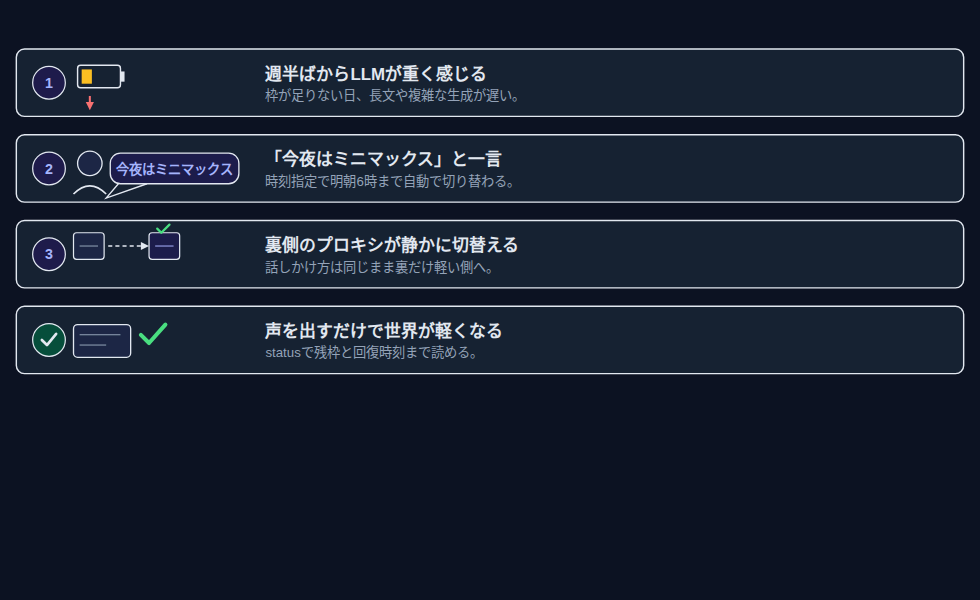 1
週半ばからLLMが重く感じる
枠が足りない日、長文や複雑な生成が遅い。
2
今夜はミニマックス
「今夜はミニマックス」と一言
時刻指定で明朝6時まで自動で切り替わる。
3
裏側のプロキシが静かに切替える
話しかけ方は同じまま裏だけ軽い側へ。
声を出すだけで世界が軽くなる
statusで残枠と回復時刻まで読める。